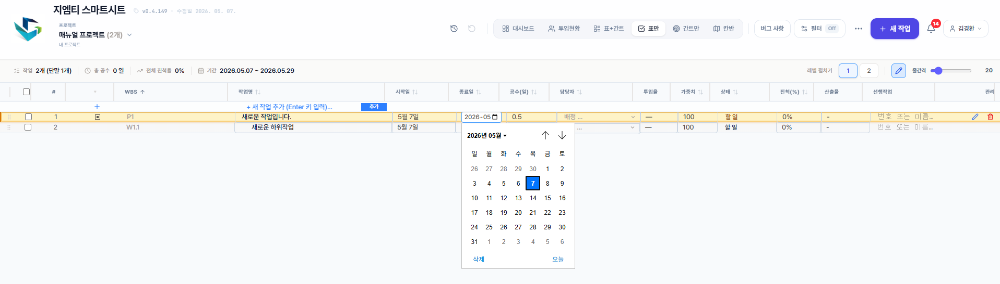 지엠티 스마트시트 v0.4.149 · 수정일 2026. 05. 07.
프로젝트
매뉴얼 프로젝트 (2개)
내 프로젝트
대시보드 투입현황 표+간트 표만 간트만 칸반 버그 사항 필터 Off ••• + 새 작업 14 김경환
작업 2개 (단말 1개) 총 공수 0 일 전체 진척율 0% 기간 2026.05.07 ~ 2026.05.29 레벨 펼치기 1 2 줄간격 20
# WBS 작업명 시작일 종료일 공수(일) 담당자 투입율 가중치 상태 진척(%) 산출물 선행작업 관리
+ + 새 작업 추가 (Enter 키 입력)... 추가
1 P1 새로운 작업입니다. 5월 7일 2026-05 0.5 배정 ... — 100 할 일 0% - 번호 또는 이름...
2 W1.1 새로운 하위작업 5월 7일 ... — 100 할 일 0% - 번호 또는 이름...
2026년 05월
일 월 화 수 목 금 토
26 27 28 29 30 1 2
3 4 5 6 7 8 9
10 11 12 13 14 15 16
17 18 19 20 21 22 23
24 25 26 27 28 29 30
31 1 2 3 4 5 6
삭제 오늘